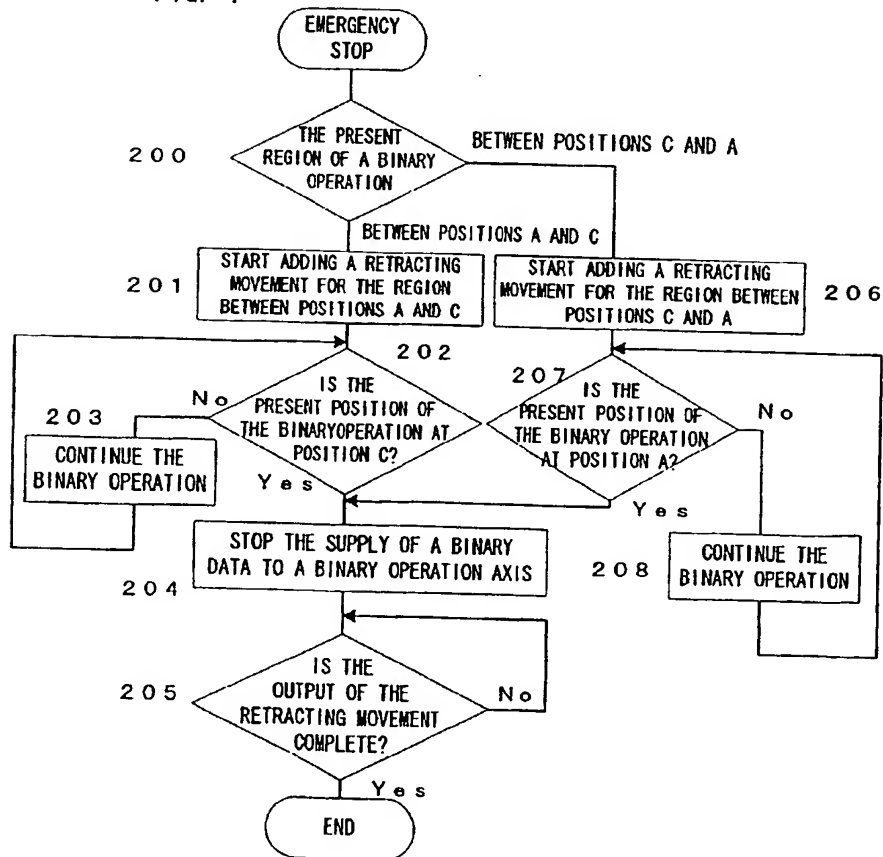 EMERGENCY
STOP
200
THE PRESENT
REGION OF A BINARY
OPERATION
BETWEEN POSITIONS C AND A
BETWEEN POSITIONS A AND C
201
START ADDING A RETRACTING
MOVEMENT FOR THE REGION
BETWEEN POSITIONS A AND C
START ADDING A RETRACTING
MOVEMENT FOR THE REGION BETWEEN
POSITIONS C AND A
206
202
IS THE
PRESENT POSITION OF
THE BINARYOPERATION AT
POSITION C?
No
Yes
203
CONTINUE THE
BINARY OPERATION
207
IS THE
PRESENT POSITION OF
THE BINARY OPERATION
AT POSITION A?
No
Yes
208
CONTINUE THE
BINARY OPERATION
STOP THE SUPPLY OF A BINARY
DATA TO A BINARY OPERATION AXIS
204
205
IS THE
OUTPUT OF THE
RETRACTING MOVEMENT
COMPLETE?
No
Yes
END